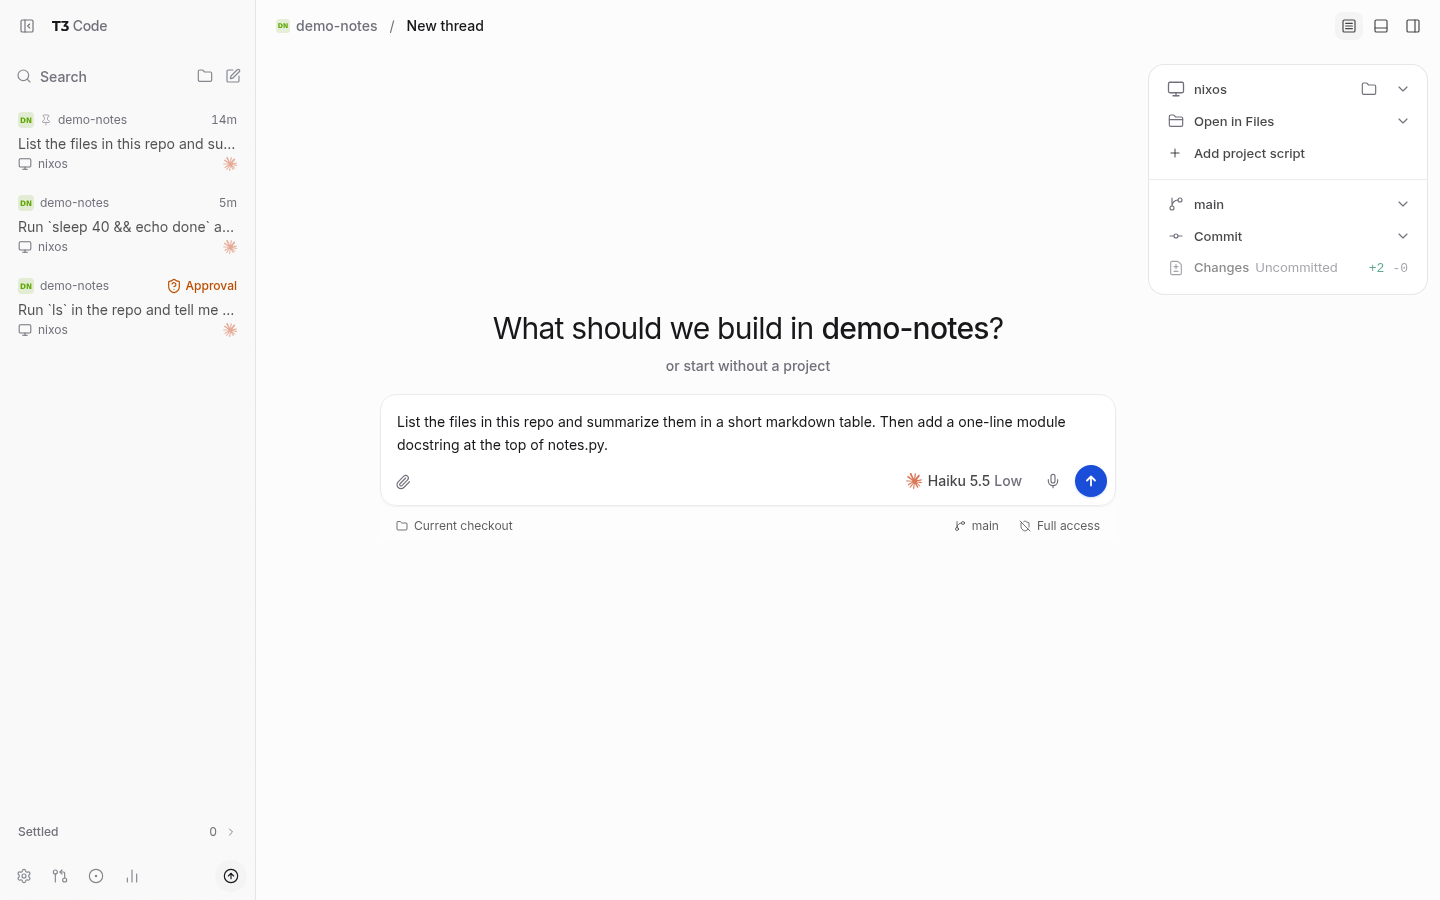 T3 Code
Search
DN demo-notes 14m
List the files in this repo and su...
nixos
DN demo-notes 5m
Run `sleep 40 && echo done` a...
nixos
DN demo-notes Approval
Run `ls` in the repo and tell me ...
nixos
Settled 0
DN demo-notes / New thread
What should we build in demo-notes?
or start without a project
List the files in this repo and summarize them in a short markdown table. Then add a one-line module
docstring at the top of notes.py.
Haiku 5.5 Low
Current checkout main Full access
nixos
Open in Files
Add project script
main
Commit
Changes Uncommitted +2 -0